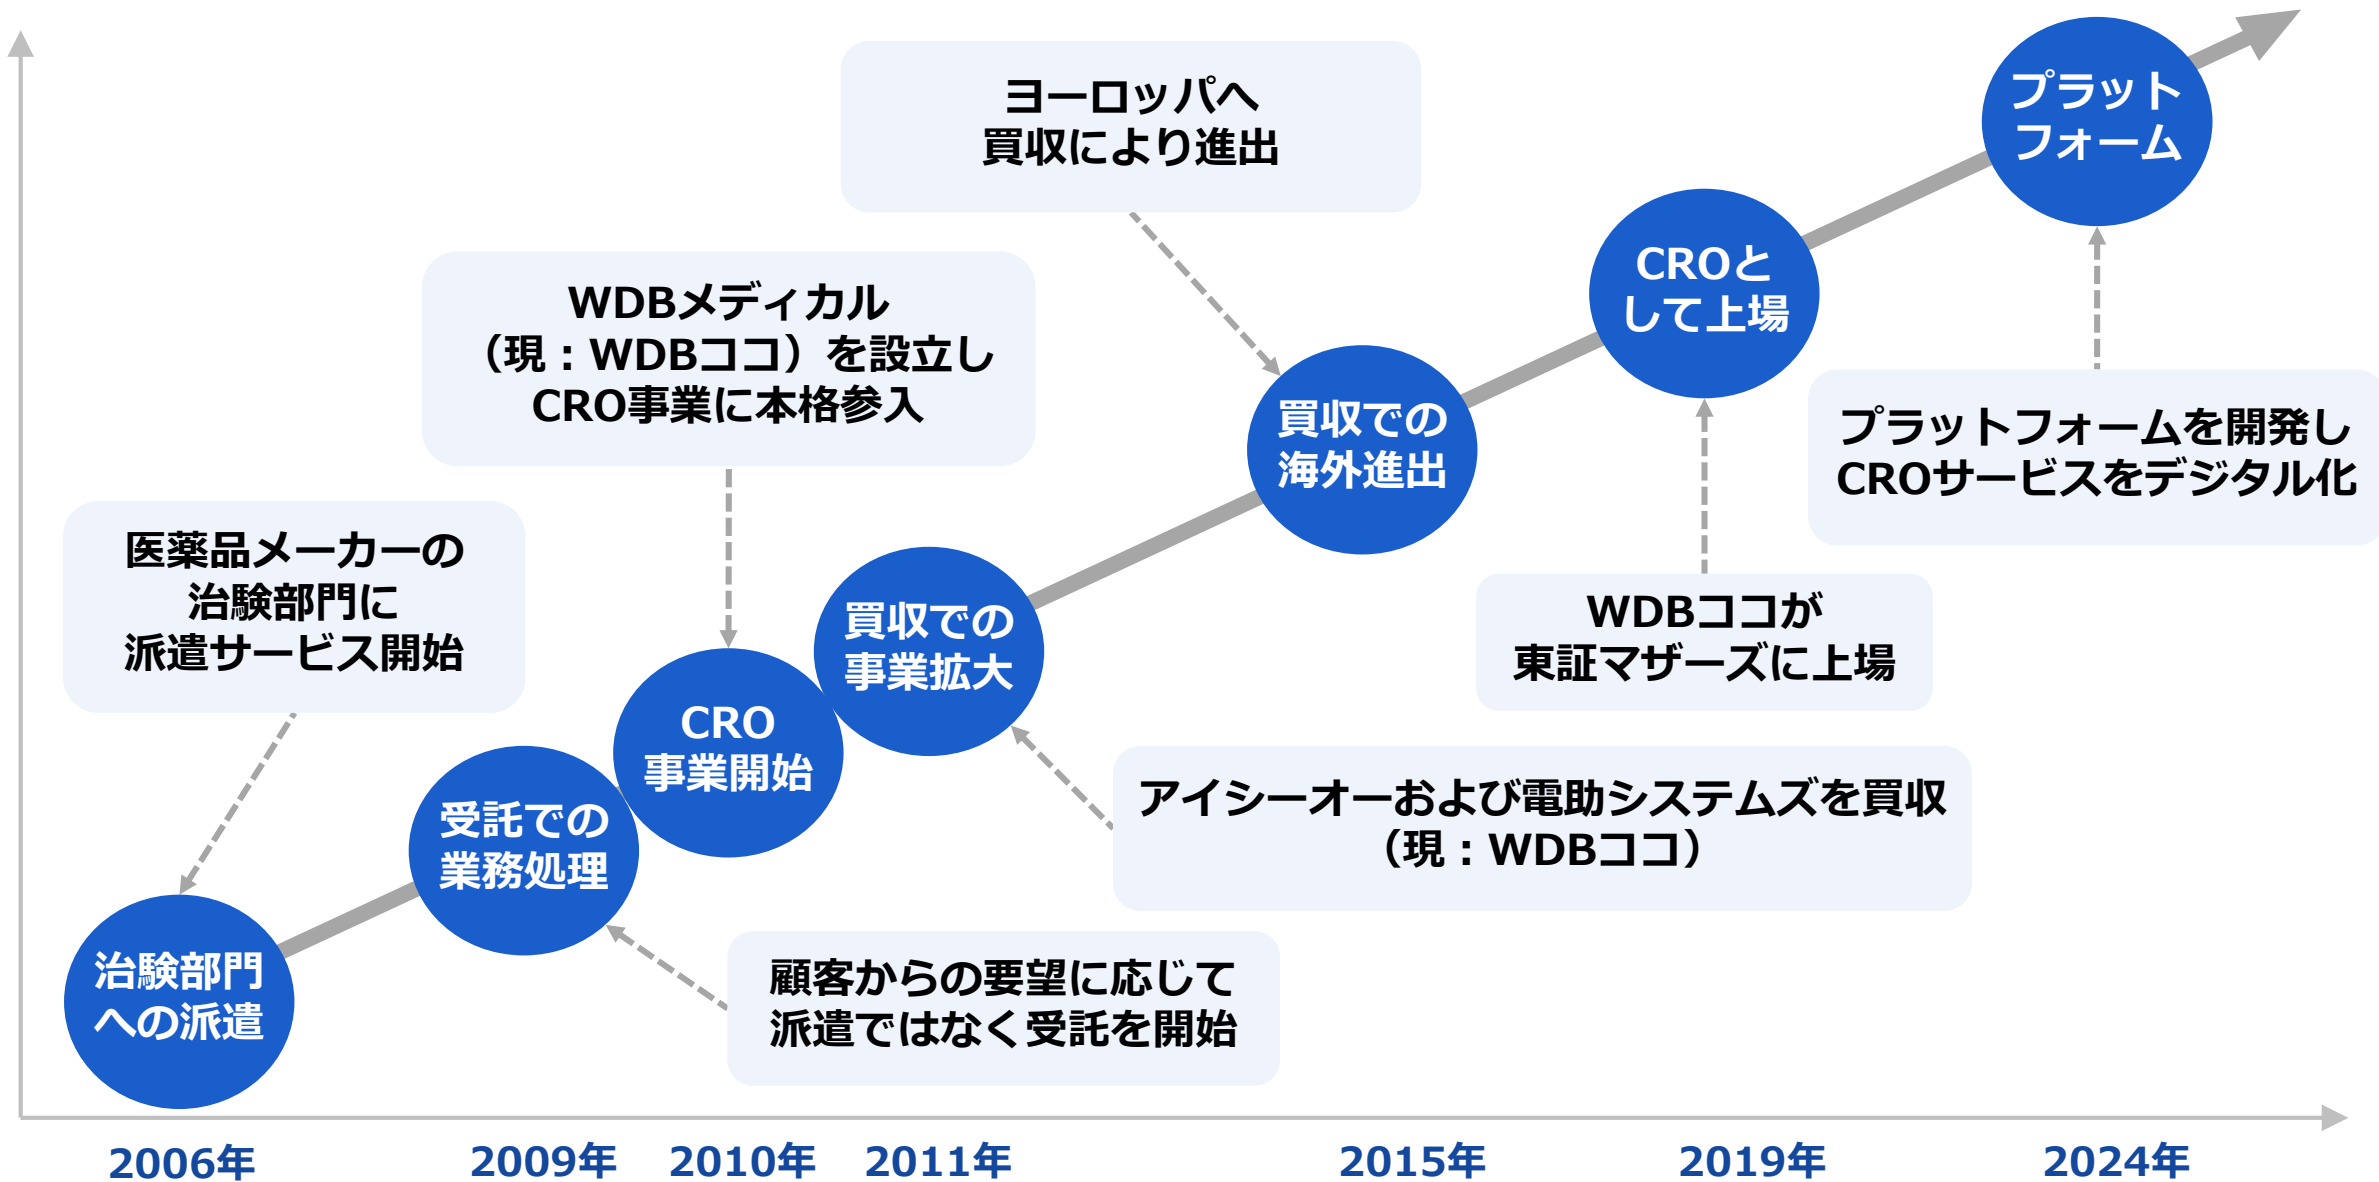 ヨーロッパへ
買収により進出
プラット
フォーム
WDBメディカル
（現：WDBココ）を設立し
CRO事業に本格参入
CROと
して上場
買収での
海外進出
プラットフォームを開発し
CROサービスをデジタル化
医薬品メーカーの
治験部門に
派遣サービス開始
買収での
事業拡大
WDBココが
東証マザーズに上場
CRO
事業開始
アイシーオーおよび電助システムズを買収
（現：WDBココ）
受託での
業務処理
治験部門
への派遣
顧客からの要望に応じて
派遣ではなく受託を開始
2006年
2009年
2010年
2011年
2015年
2019年
2024年